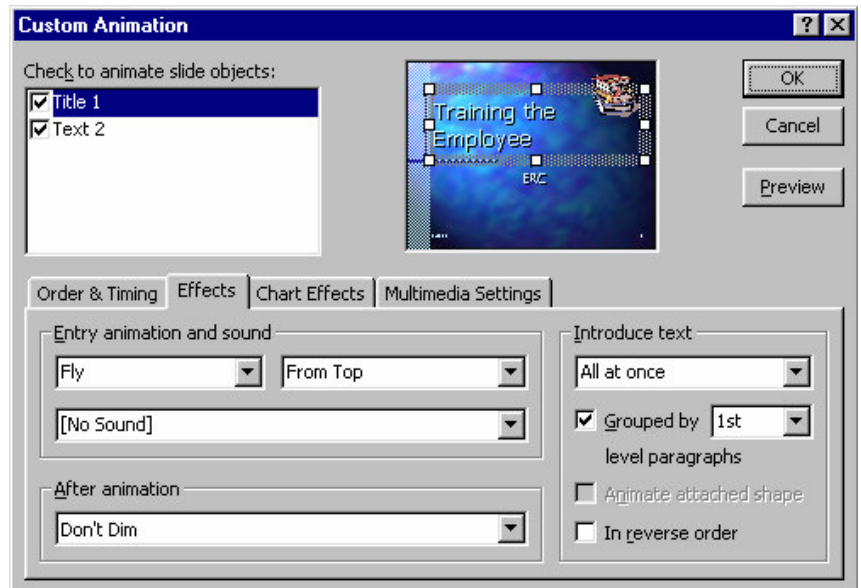 Custom Animation
Check to animate slide objects:
Title 1
Text 2
Training the
Employee
ERC
OK
Cancel
Preview
Order & Timing
Effects
Chart Effects
Multimedia Settings
Entry animation and sound
Fly
From Top
[No Sound]
After animation
Don't Dim
Introduce text
All at once
Grouped by 1st
level paragraphs
Animate attached shape
In reverse order